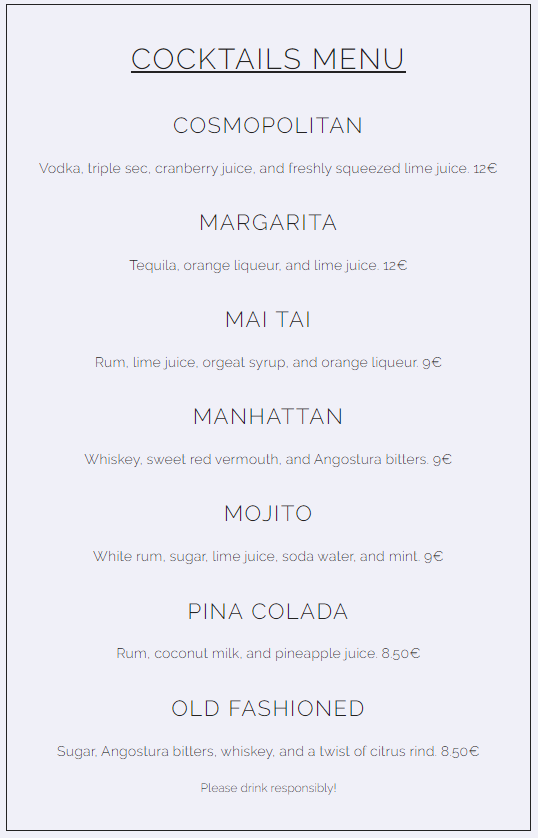 COCKTAILS MENU
COSMOPOLITAN
Vodka, triple sec, cranberry juice, and freshly squeezed lime juice. 12€
MARGARITA
Tequila, orange liqueur, and lime juice. 12€
MAI TAI
Rum, lime juice, orgeat syrup, and orange liqueur. 9€
MANHATTAN
Whiskey, sweet red vermouth, and Angostura bitters. 9€
MOJITO
White rum, sugar, lime juice, soda water, and mint. 9€
PINA COLADA
Rum, coconut milk, and pineapple juice. 8.50€
OLD FASHIONED
Sugar, Angostura bitters, whiskey, and a twist of citrus rind. 8.50€
Please drink responsibly!